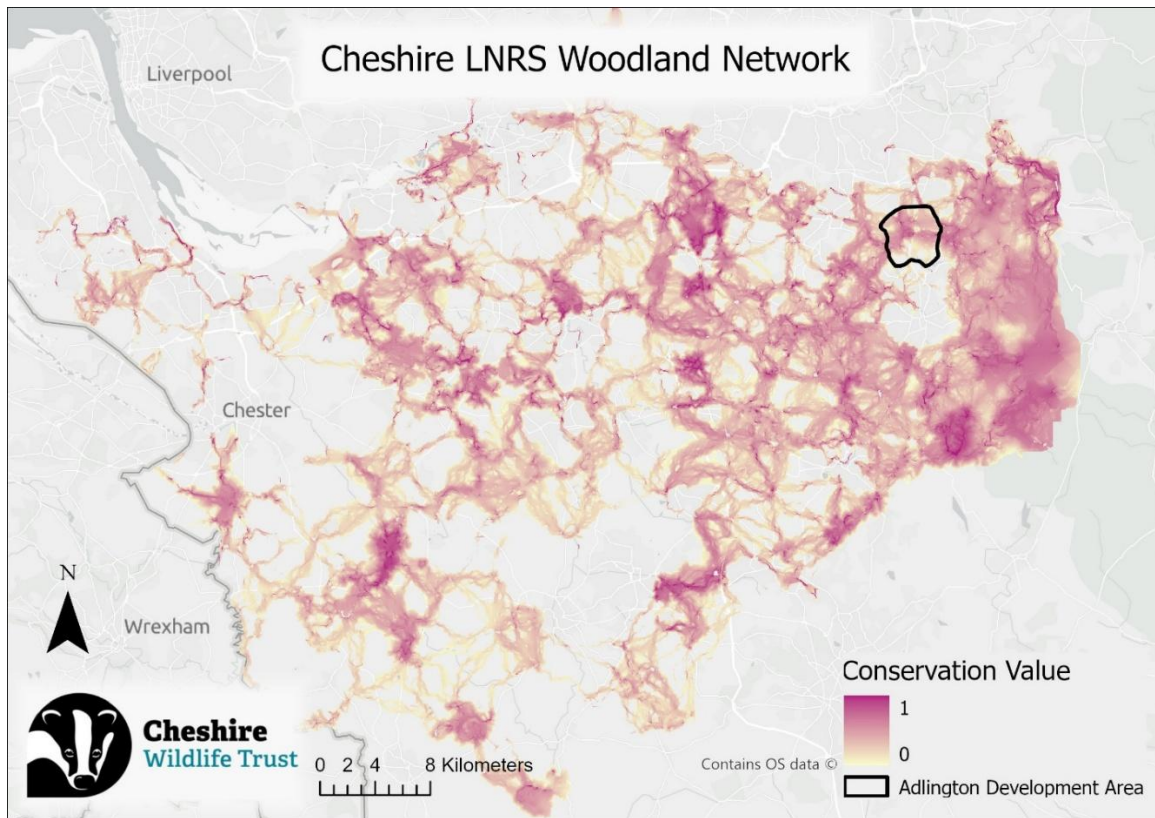 Cheshire LNRS Woodland Network
Liverpool
Chester
Wrexham
N
Cheshire
Wildlife Trust
0 2 4 8 Kilometers
Contains OS data ©
Conservation Value
1
0
Adlington Development Area